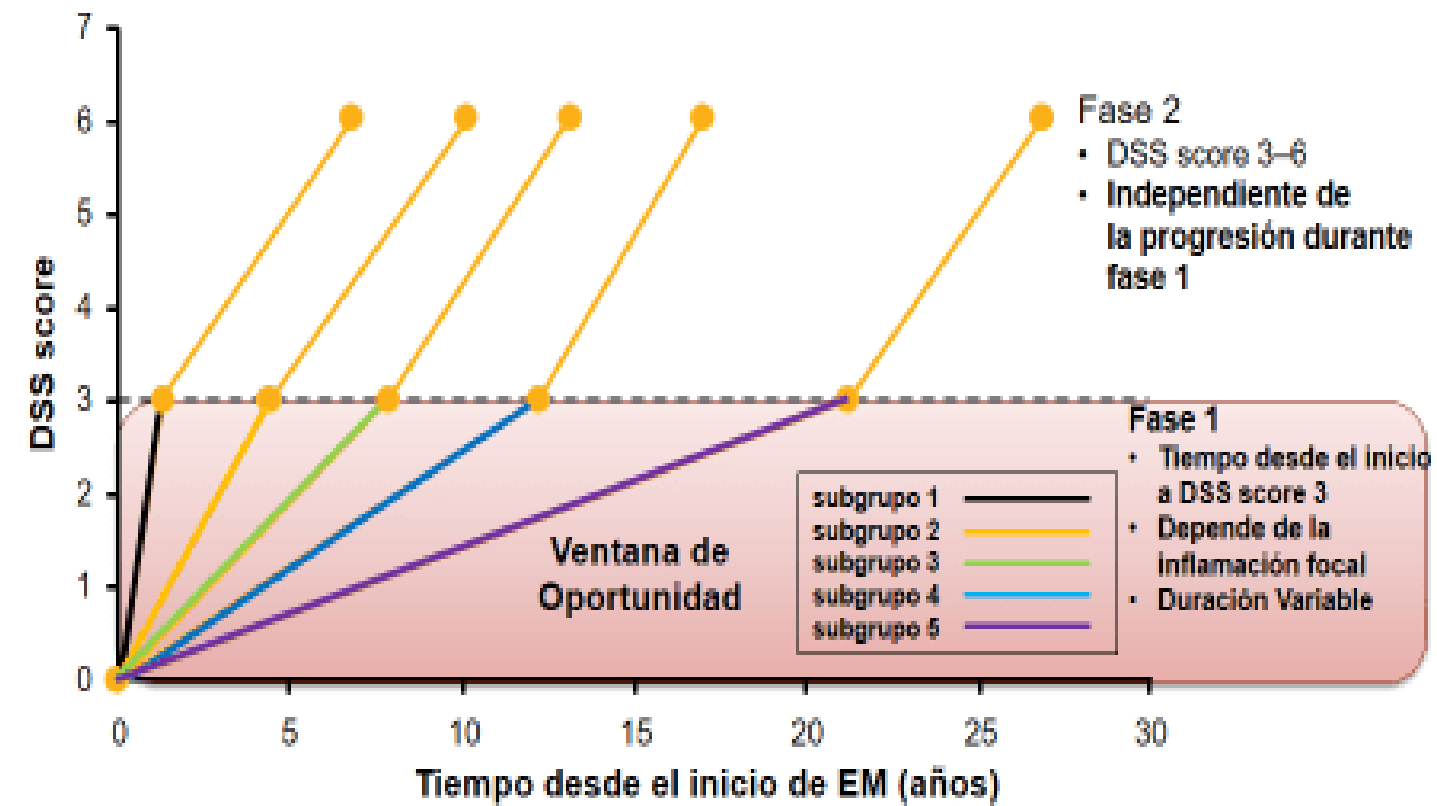 7
6
5
4
3
2
1
0
DSS score
Fase 2
• DSS score 3–6
• Independiente de
la progresión durante
fase 1
Fase 1
• Tiempo desde el inicio
a DSS score 3
• Depende de la
inflamación focal
• Duración Variable
Ventana de
Oportunidad
subgrupo 1
subgrupo 2
subgrupo 3
subgrupo 4
subgrupo 5
0 5 10 15 20 25 30
Tiempo desde el inicio de EM (años)